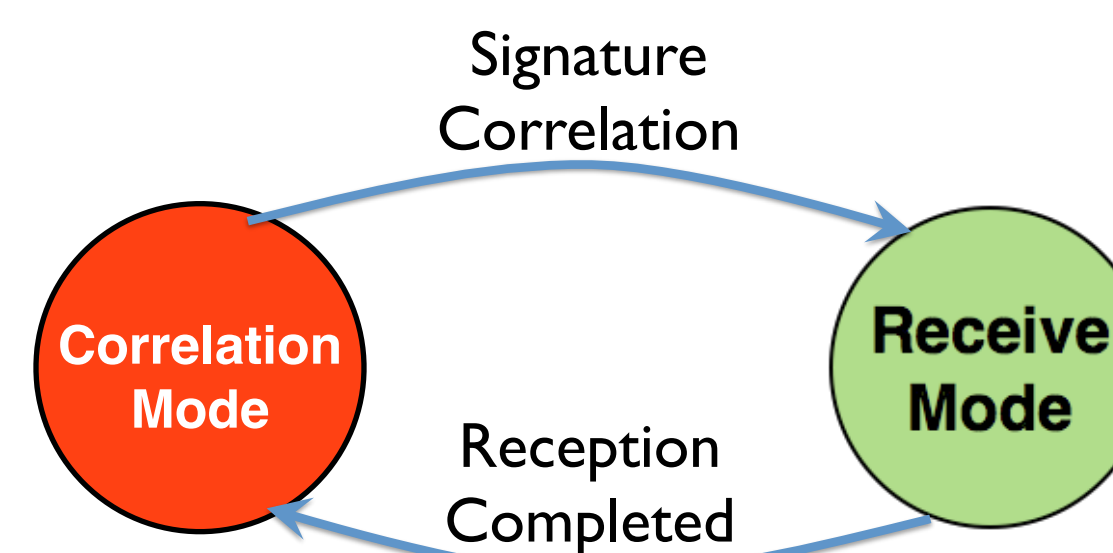 Signature
Correlation
Correlation
Mode
Receive
Mode
Reception
Completed